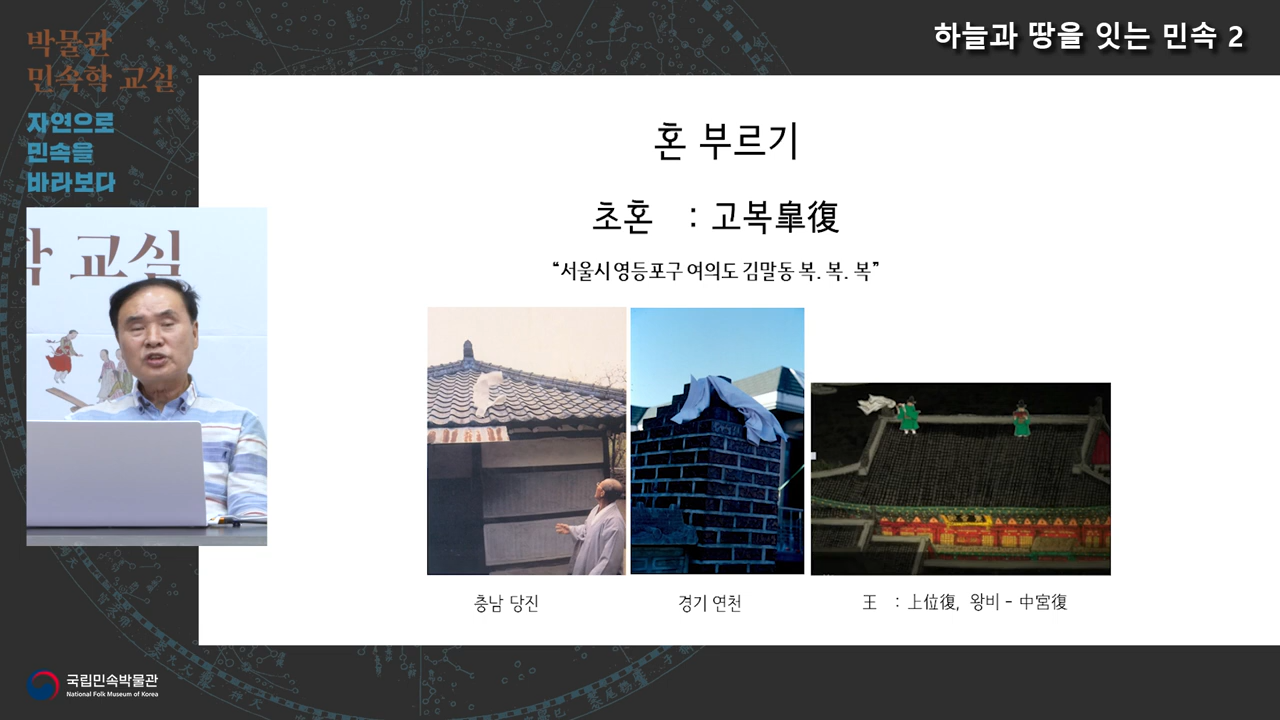 하늘과 땅을 잇는 민속 2
박물관
민속학 교실
자연으로
민속을
바라보다
학 교실
혼 부르기
초혼 : 고복皐復
“서울시 영등포구 여의도 김말동 복. 복. 복”
충남 당진
경기 연천
王 : 上位復, 왕비 - 中宮復
국립민속박물관
National Folk Museum of Korea